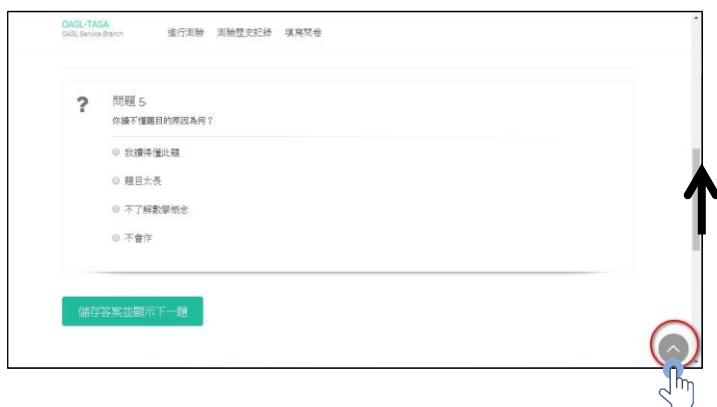 OASL-TASA
OASL Service Branch
進行測驗 測驗歷史記錄 填寫問卷
? 問題 5.
你讀不懂題目的原因為何？
我讀得懂此題
題目太長
不了解數學概念
不會作
儲存答案並顯示下一題